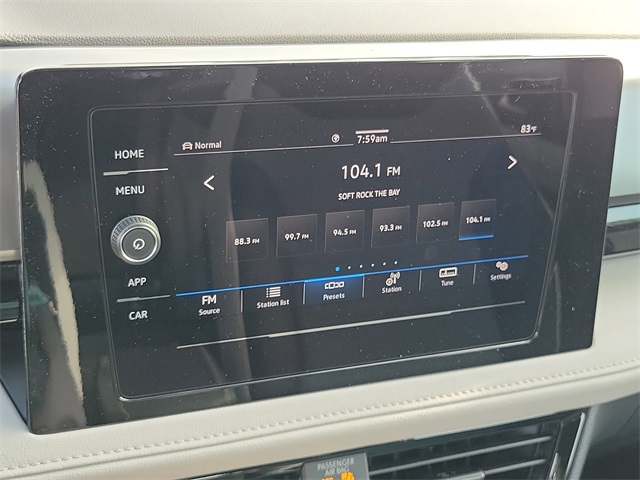 HOME
MENU
APP
CAR
Normal
7:59am
83°F
104.1 FM
SOFT ROCK THE BAY
88.3 FM 99.7 FM 94.5 FM 93.3 FM 102.5 FM 104.1 FM
FM Source
Station list
Presets
Station
Tune
Settings
PASSENGER
AIR BAG